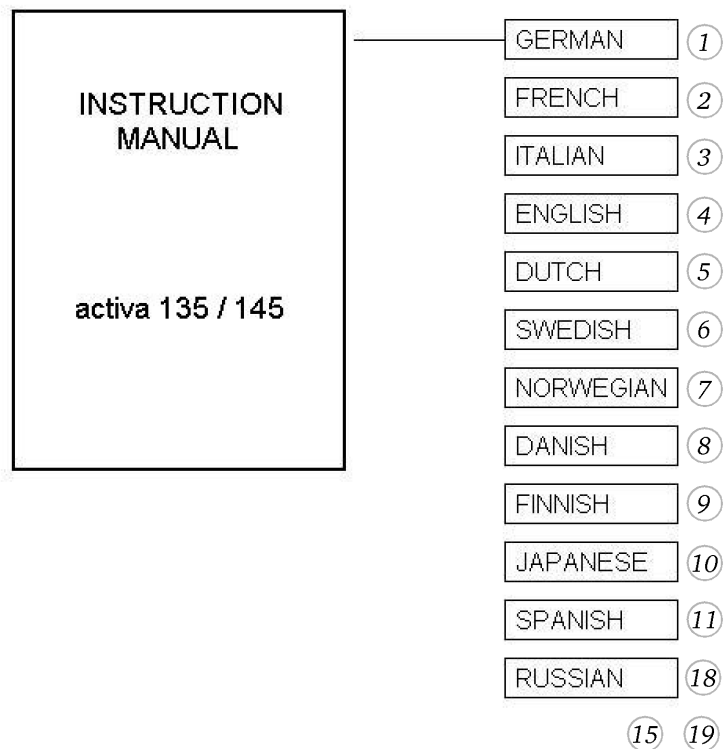 INSTRUCTION
MANUAL
activa 135 / 145
GERMAN 1
FRENCH 2
ITALIAN 3
ENGLISH 4
DUTCH 5
SWEDISH 6
NORWEGIAN 7
DANISH 8
FINNISH 9
JAPANESE 10
SPANISH 11
RUSSIAN 18
15 19